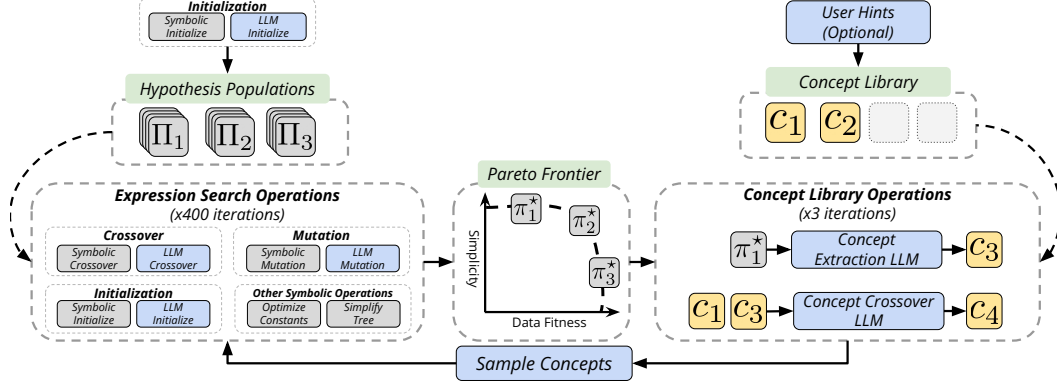 Initialization
Symbolic Initialize
LLM Initialize
Hypothesis Populations
Π1 Π2 Π3
User Hints
(Optional)
Concept Library
c1 c2
Expression Search Operations
(x400 iterations)
Crossover
Symbolic Crossover
LLM Crossover
Mutation
Symbolic Mutation
LLM Mutation
Initialization
Symbolic Initialize
LLM Initialize
Other Symbolic Operations
Optimize Constants
Simplify Tree
Pareto Frontier
Simplicity
π1⋆
π2⋆
π3⋆
Data Fitness
Concept Library Operations
(x3 iterations)
π1⋆
Concept
Extraction LLM
c3
c1 c3
Concept Crossover
LLM
c4
Sample Concepts